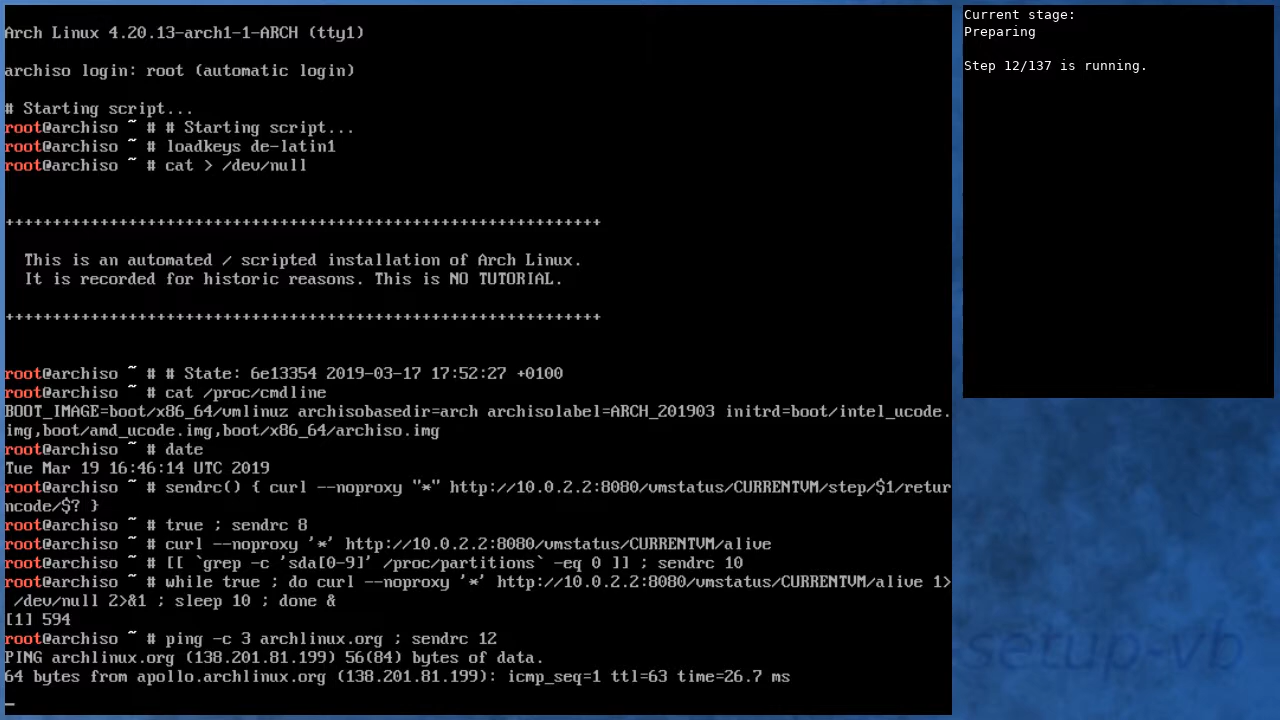 Arch Linux 4.20.13-arch1-1-ARCH (tty1)
archiso login: root (automatic login)
# Starting script...
root@archiso ~ # # Starting script...
root@archiso ~ # loadkeys de-latin1
root@archiso ~ # cat > /dev/null
++++++++++++++++++++++++++++++++++++++++++++++++++++++++++++++++
This is an automated / scripted installation of Arch Linux.
It is recorded for historic reasons. This is NO TUTORIAL.
++++++++++++++++++++++++++++++++++++++++++++++++++++++++++++++++
root@archiso ~ # # State: 6e13354 2019-03-17 17:52:27 +0100
root@archiso ~ # cat /proc/cmdline
BOOT_IMAGE=boot/x86_64/vmlinuz archisobasedir=arch archisolabel=ARCH_201903 initrd=boot/intel_ucode.
img,boot/amd_ucode.img,boot/x86_64/archiso.img
root@archiso ~ # date
Tue Mar 19 16:46:14 UTC 2019
root@archiso ~ # sendrc() { curl --noproxy "*" http://10.0.2.2:8080/vmstatus/CURRENTVM/step/$1/retur
ncode/$? }
root@archiso ~ # true ; sendrc 8
root@archiso ~ # curl --noproxy '*' http://10.0.2.2:8080/vmstatus/CURRENTVM/alive
root@archiso ~ # [[ `grep -c 'sda[0-9]' /proc/partitions` -eq 0 ]] ; sendrc 10
root@archiso ~ # while true ; do curl --noproxy '*' http://10.0.2.2:8080/vmstatus/CURRENTVM/alive 1>
/dev/null 2>&1 ; sleep 10 ; done &
[1] 594
root@archiso ~ # ping -c 3 archlinux.org ; sendrc 12
PING archlinux.org (138.201.81.199) 56(84) bytes of data.
64 bytes from apollo.archlinux.org (138.201.81.199): icmp_seq=1 ttl=63 time=26.7 ms
Current stage:
Preparing
Step 12/137 is running.
setup-vb